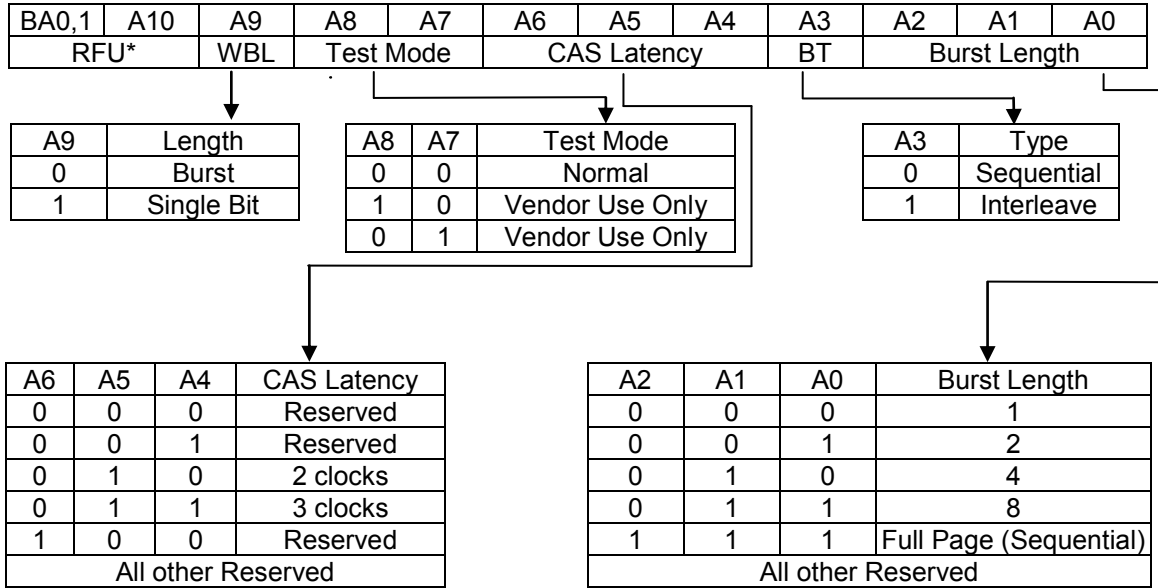 BA0,1 A10 A9 A8 A7 A6 A5 A4 A3 A2 A1 A0
RFU* WBL Test Mode CAS Latency BT Burst Length
A9 Length
0 Burst
1 Single Bit
A8 A7 Test Mode
0 0 Normal
1 0 Vendor Use Only
0 1 Vendor Use Only
A3 Type
0 Sequential
1 Interleave
A6 A5 A4 CAS Latency
0 0 0 Reserved
0 0 1 Reserved
0 1 0 2 clocks
0 1 1 3 clocks
1 0 0 Reserved
All other Reserved
A2 A1 A0 Burst Length
0 0 0 1
0 0 1 2
0 1 0 4
0 1 1 8
1 1 1 Full Page (Sequential)
All other Reserved